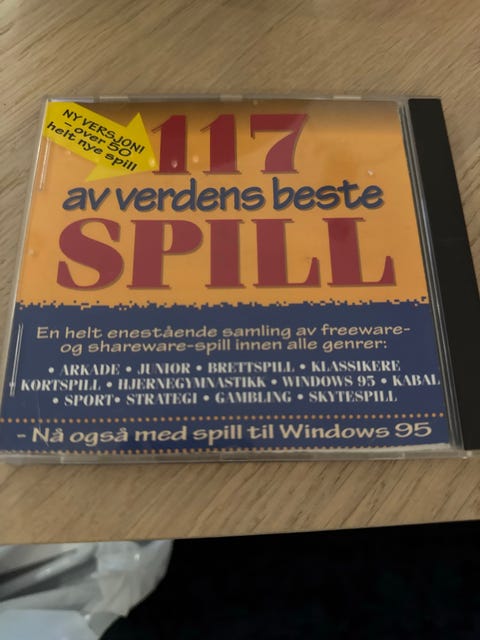 NY VERSJON!
- over 50
helt nye spill
117
av verdens beste
SPILL
En helt enestående samling av freeware-
og shareware-spill innen alle genrer:
• ARKADE • JUNIOR • BRETTSPILL • KLASSIKERE
• KORTSPILL • HJERNEGYMNASTIKK • WINDOWS 95 • KABAL
• SPORT • STRATEGI • GAMBLING • SKYTESPILL
- Nå også med spill til Windows 95